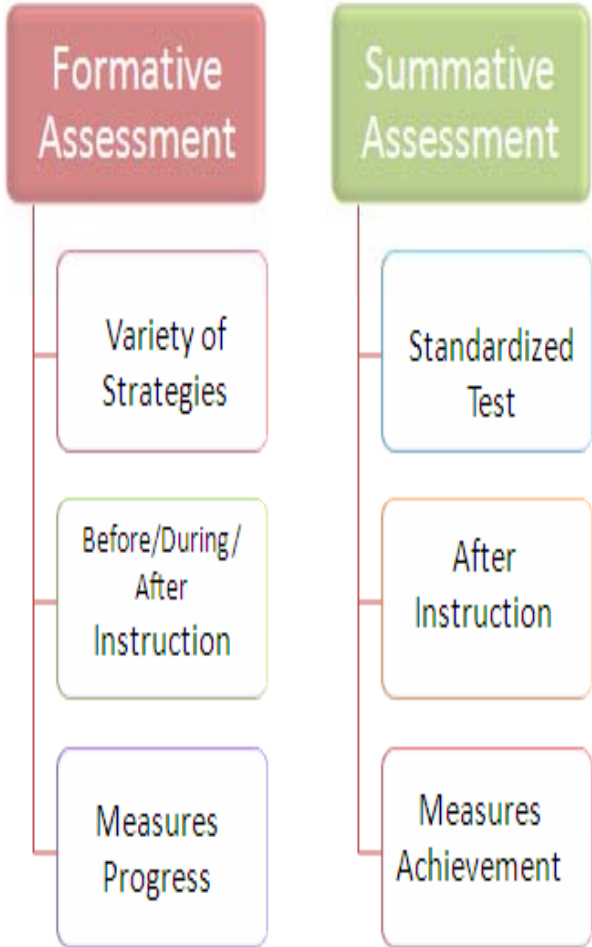 Formative
Assessment
Variety of
Strategies
Before/During/
After
Instruction
Measures
Progress
Summative
Assessment
Standardized
Test
After
Instruction
Measures
Achievement